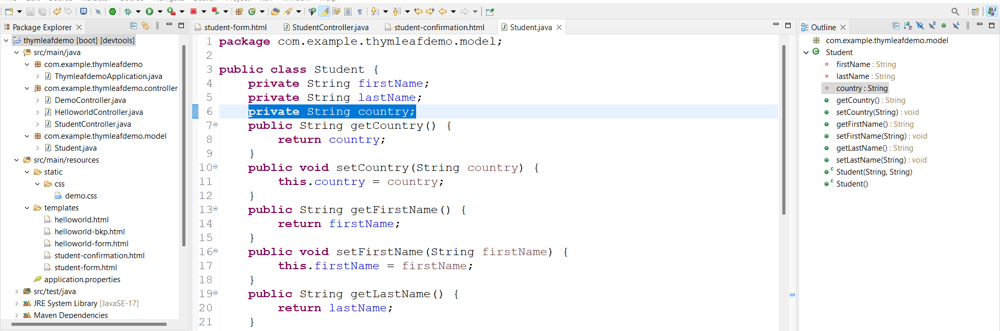 Package Explorer
thymleafdemo [boot] [devtools]
src/main/java
com.example.thymleafdemo
ThymleafdemoApplication.java
com.example.thymleafdemo.controller
DemoController.java
HelloworldController.java
StudentController.java
com.example.thymleafdemo.model
Student.java
src/main/resources
static
css
demo.css
templates
helloworld.html
helloworld-bkp.html
helloworld-form.html
student-confirmation.html
student-form.html
application.properties
src/test/java
JRE System Library [JavaSE-17]
Maven Dependencies
student-form.html StudentController.java student-confirmation.html Student.java
1 package com.example.thymleafdemo.model;
2
3 public class Student {
4 private String firstName;
5 private String lastName;
6 private String country;
7 public String getCountry() {
8 return country;
9 }
10 public void setCountry(String country) {
11 this.country = country;
12 }
13 public String getFirstName() {
14 return firstName;
15 }
16 public void setFirstName(String firstName) {
17 this.firstName = firstName;
18 }
19 public String getLastName() {
20 return lastName;
21 }
Outline
com.example.thymleafdemo.model
Student
firstName : String
lastName : String
country : String
getCountry() : String
setCountry(String) : void
getFirstName() : String
setFirstName(String) : void
getLastName() : String
setLastName(String) : void
Student(String, String)
Student()